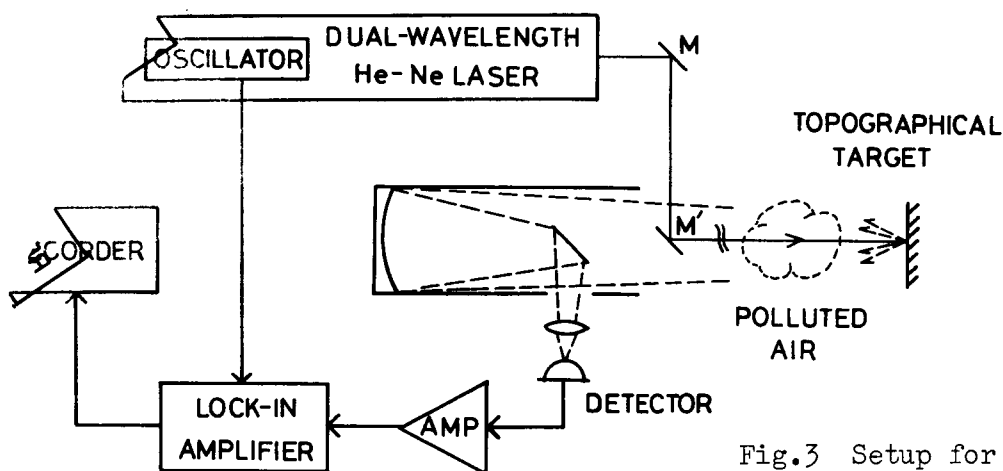 DUAL-WAVELENGTH
He-Ne LASER
OSCILLATOR
M
TOPOGRAPHICAL
TARGET
M'
CORDER
POLLUTED
AIR
DETECTOR
LOCK-IN
AMPLIFIER
AMP
Fig.3 Setup for